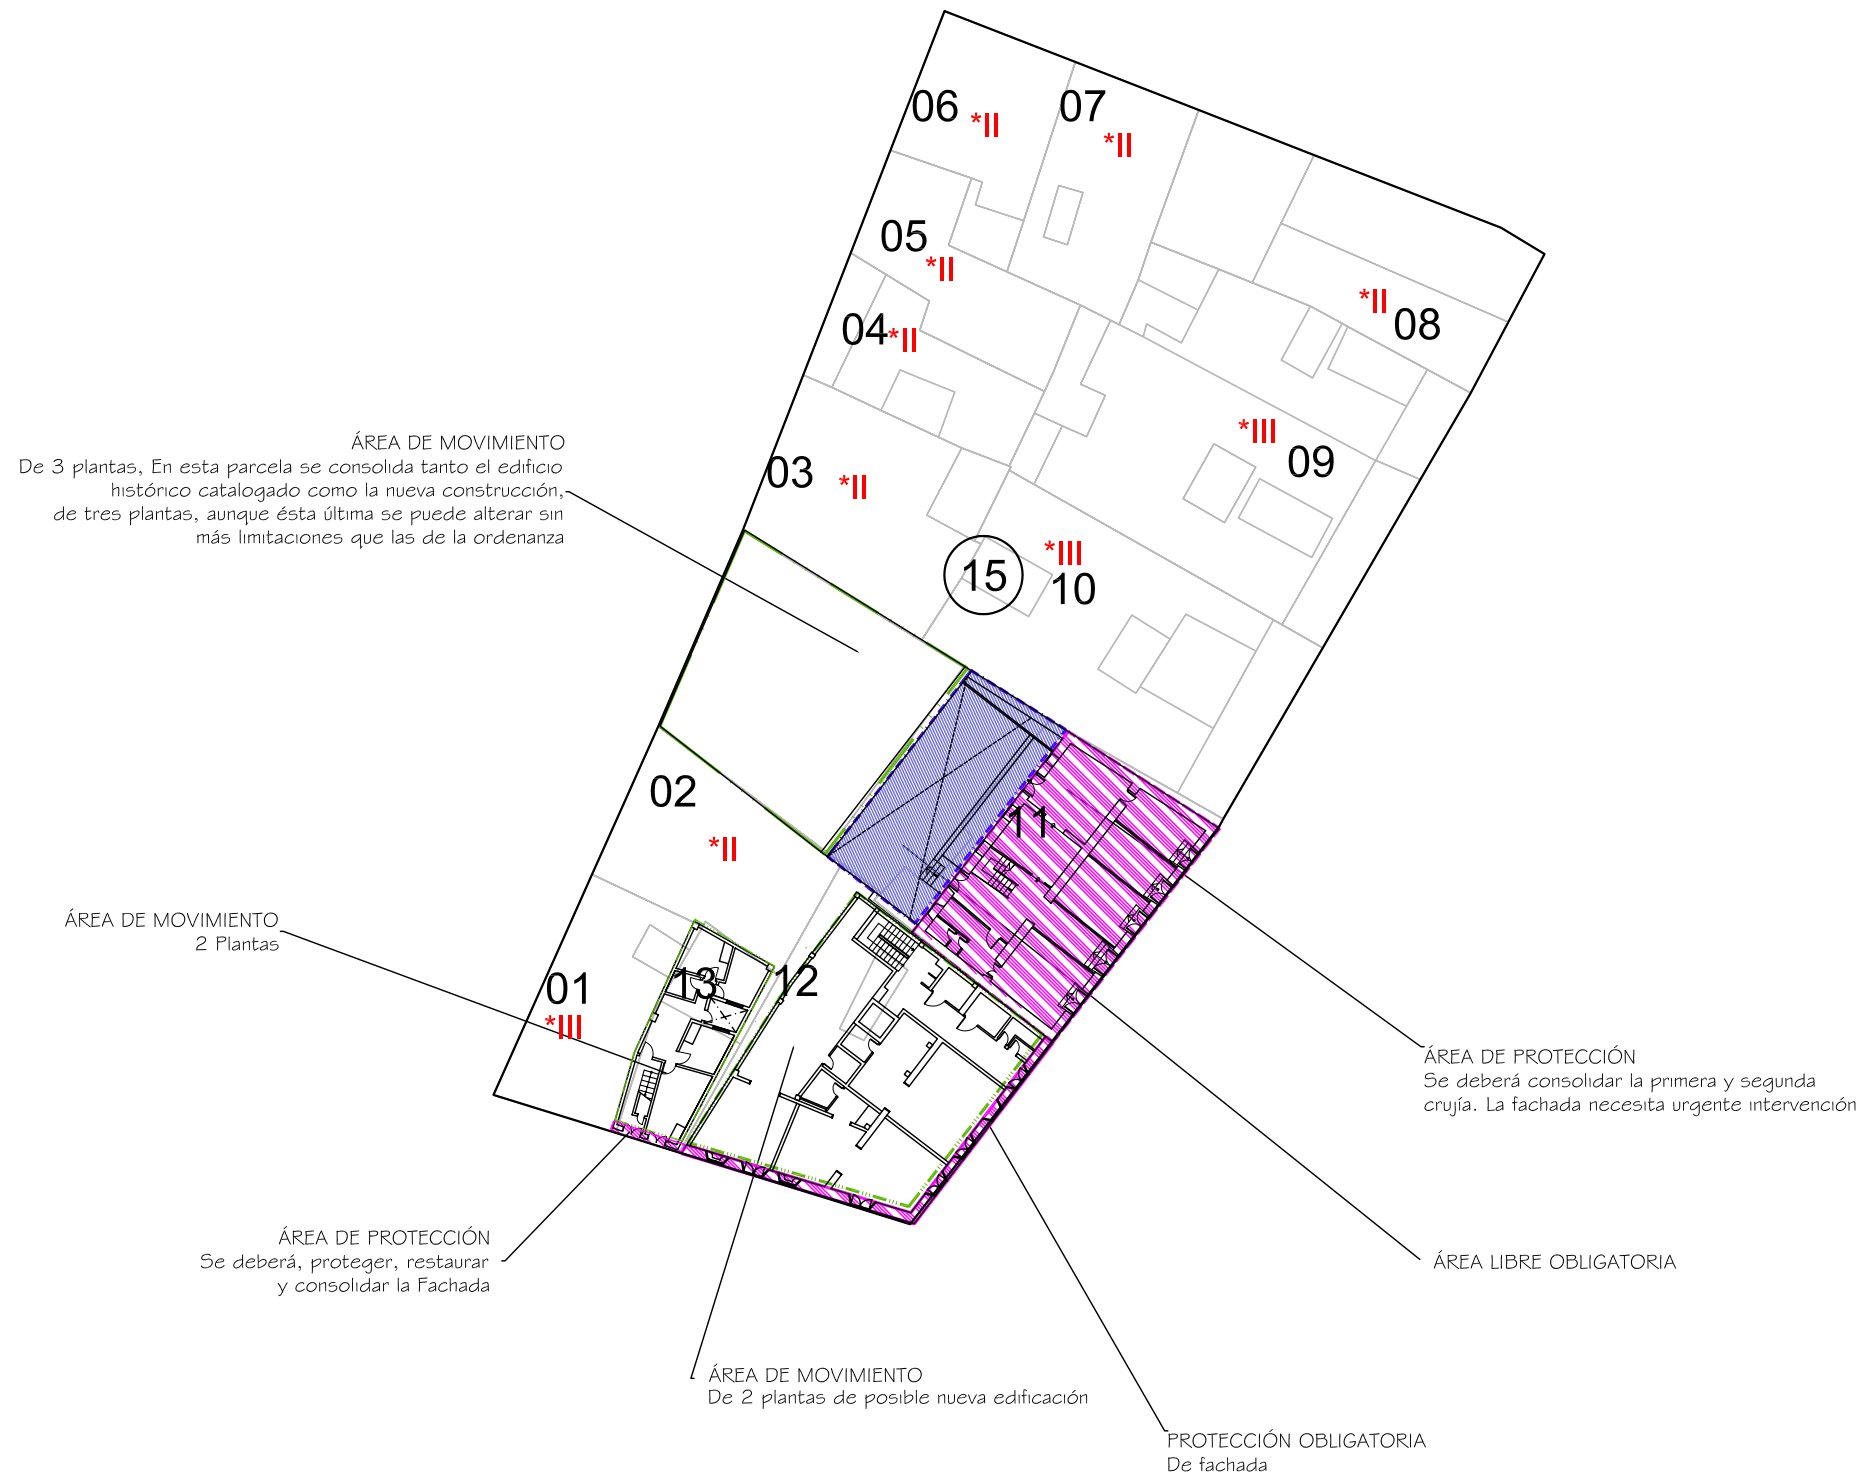 06
*II
07
*II
05
*II
04
*II
*II
08
ÁREA DE MOVIMIENTO
De 3 plantas, En esta parcela se consolida tanto el edificio
histórico catalogado como la nueva construcción,
de tres plantas, aunque ésta última se puede alterar sin
más limitaciones que las de la ordenanza
03
*II
*III
09
15
*III
10
02
*II
11
ÁREA DE MOVIMIENTO
2 Plantas
01
*III
13
12
ÁREA DE PROTECCIÓN
Se deberá consolidar la primera y segunda
crujía. La fachada necesita urgente intervención
ÁREA DE PROTECCIÓN
Se deberá, proteger, restaurar
y consolidar la Fachada
ÁREA LIBRE OBLIGATORIA
ÁREA DE MOVIMIENTO
De 2 plantas de posible nueva edificación
PROTECCIÓN OBLIGATORIA
De fachada